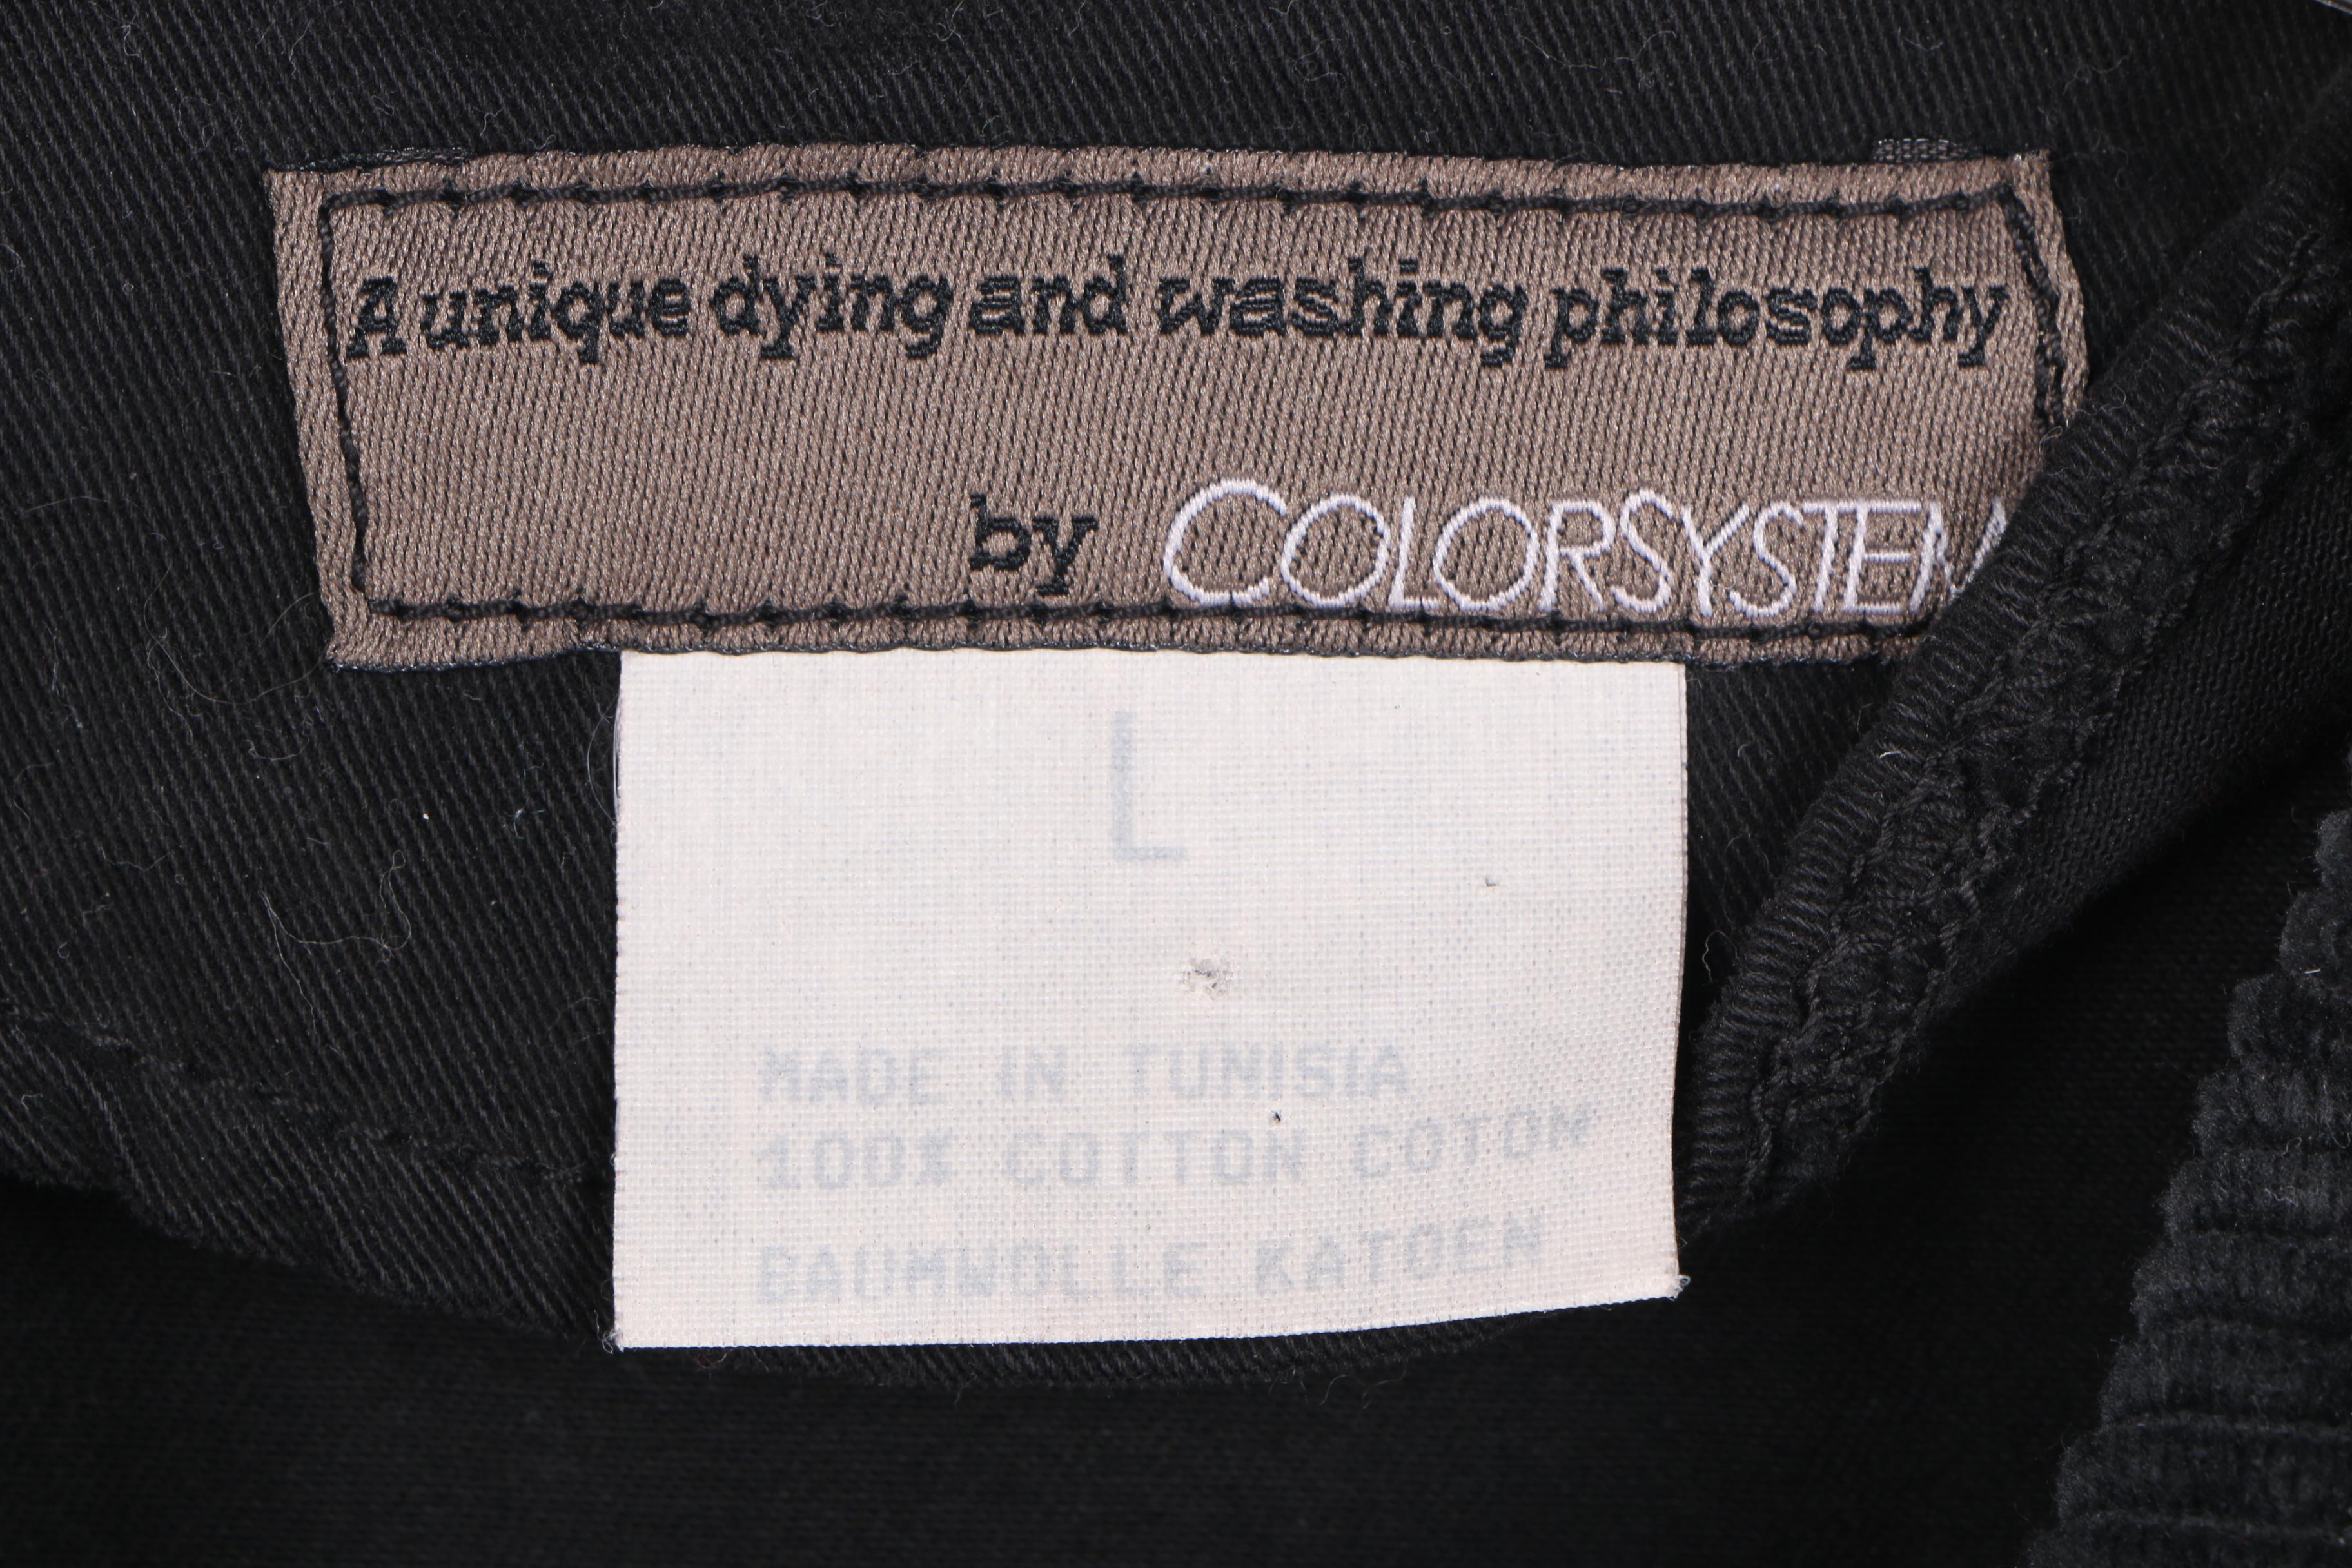 A unique dying and washing philosophy
by COLORSYSTEM
L
MADE IN TUNISIA
100% COTTON COTON
BAUMWOLLE KATOEN